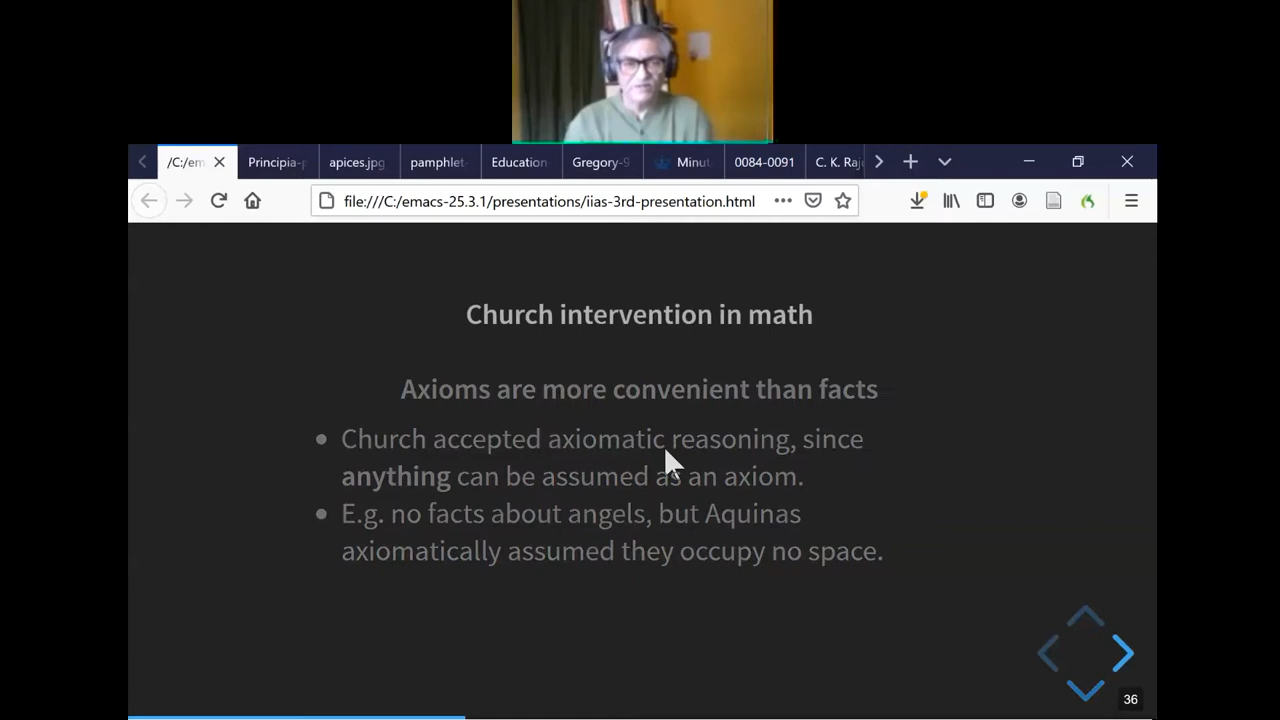 /C:/em
Principia-
apices.jpg
pamphlet-
Education
Gregory-9
Minut
0084-0091
C. K. Raj
file:///C:/emacs-25.3.1/presentations/iias-3rd-presentation.html
Church intervention in math
Axioms are more convenient than facts
• Church accepted axiomatic reasoning, since
anything can be assumed as an axiom.
• E.g. no facts about angels, but Aquinas
axiomatically assumed they occupy no space.
36